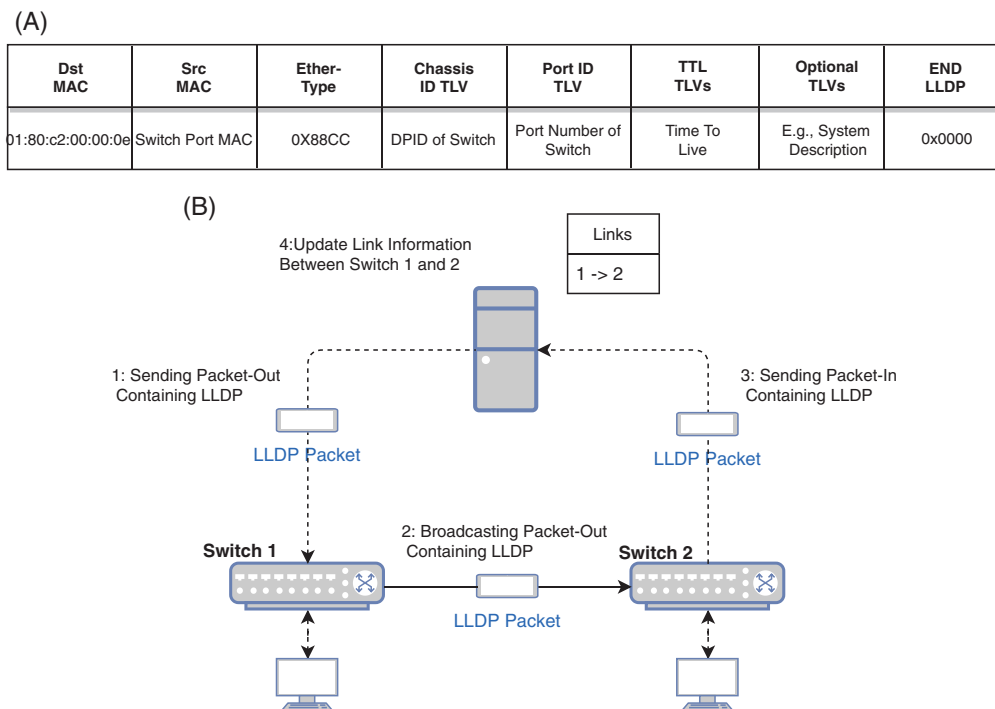 (A)
Dst MAC
Src MAC
Ether-Type
Chassis ID TLV
Port ID TLV
TTL TLVs
Optional TLVs
END LLDP
01:80:c2:00:00:0e
Switch Port MAC
0X88CC
DPID of Switch
Port Number of Switch
Time To Live
E.g., System Description
0x0000
(B)
4:Update Link Information
Between Switch 1 and 2
Links
1 -> 2
1: Sending Packet-Out
Containing LLDP
3: Sending Packet-In
Containing LLDP
LLDP Packet
LLDP Packet
2: Broadcasting Packet-Out
Containing LLDP
Switch 1
Switch 2
LLDP Packet